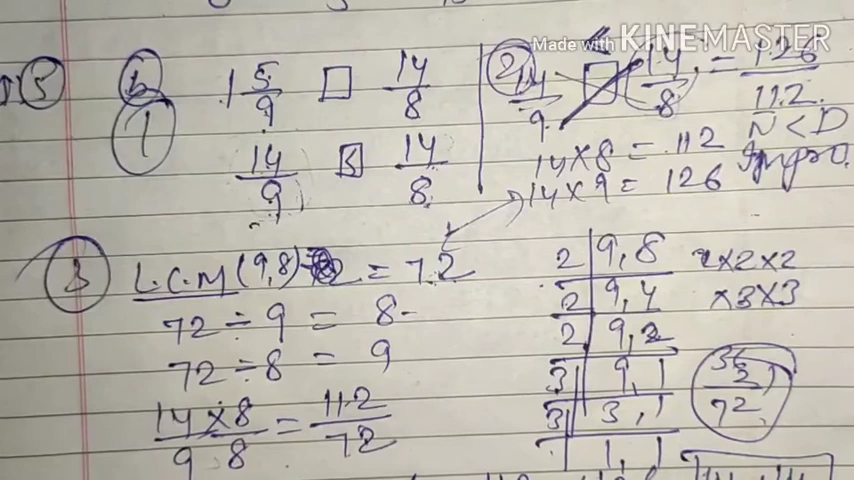 Made with KINEMASTER
5 b 1 5/9 □ 14/8
1 14/9 14/8
2 14/9 14/8 = 126/112
N < D
14 × 8 = 112
14 × 9 = 126
3 L.C.M (9,8) = 72
72 ÷ 9 = 8
72 ÷ 8 = 9
14 × 8 / 9 8 = 112/72
2 | 9, 8
2 | 9, 4
2 | 9, 2
3 | 9, 1
3 | 3, 1
1, 1
2×2×2
×3×3
36
2
72